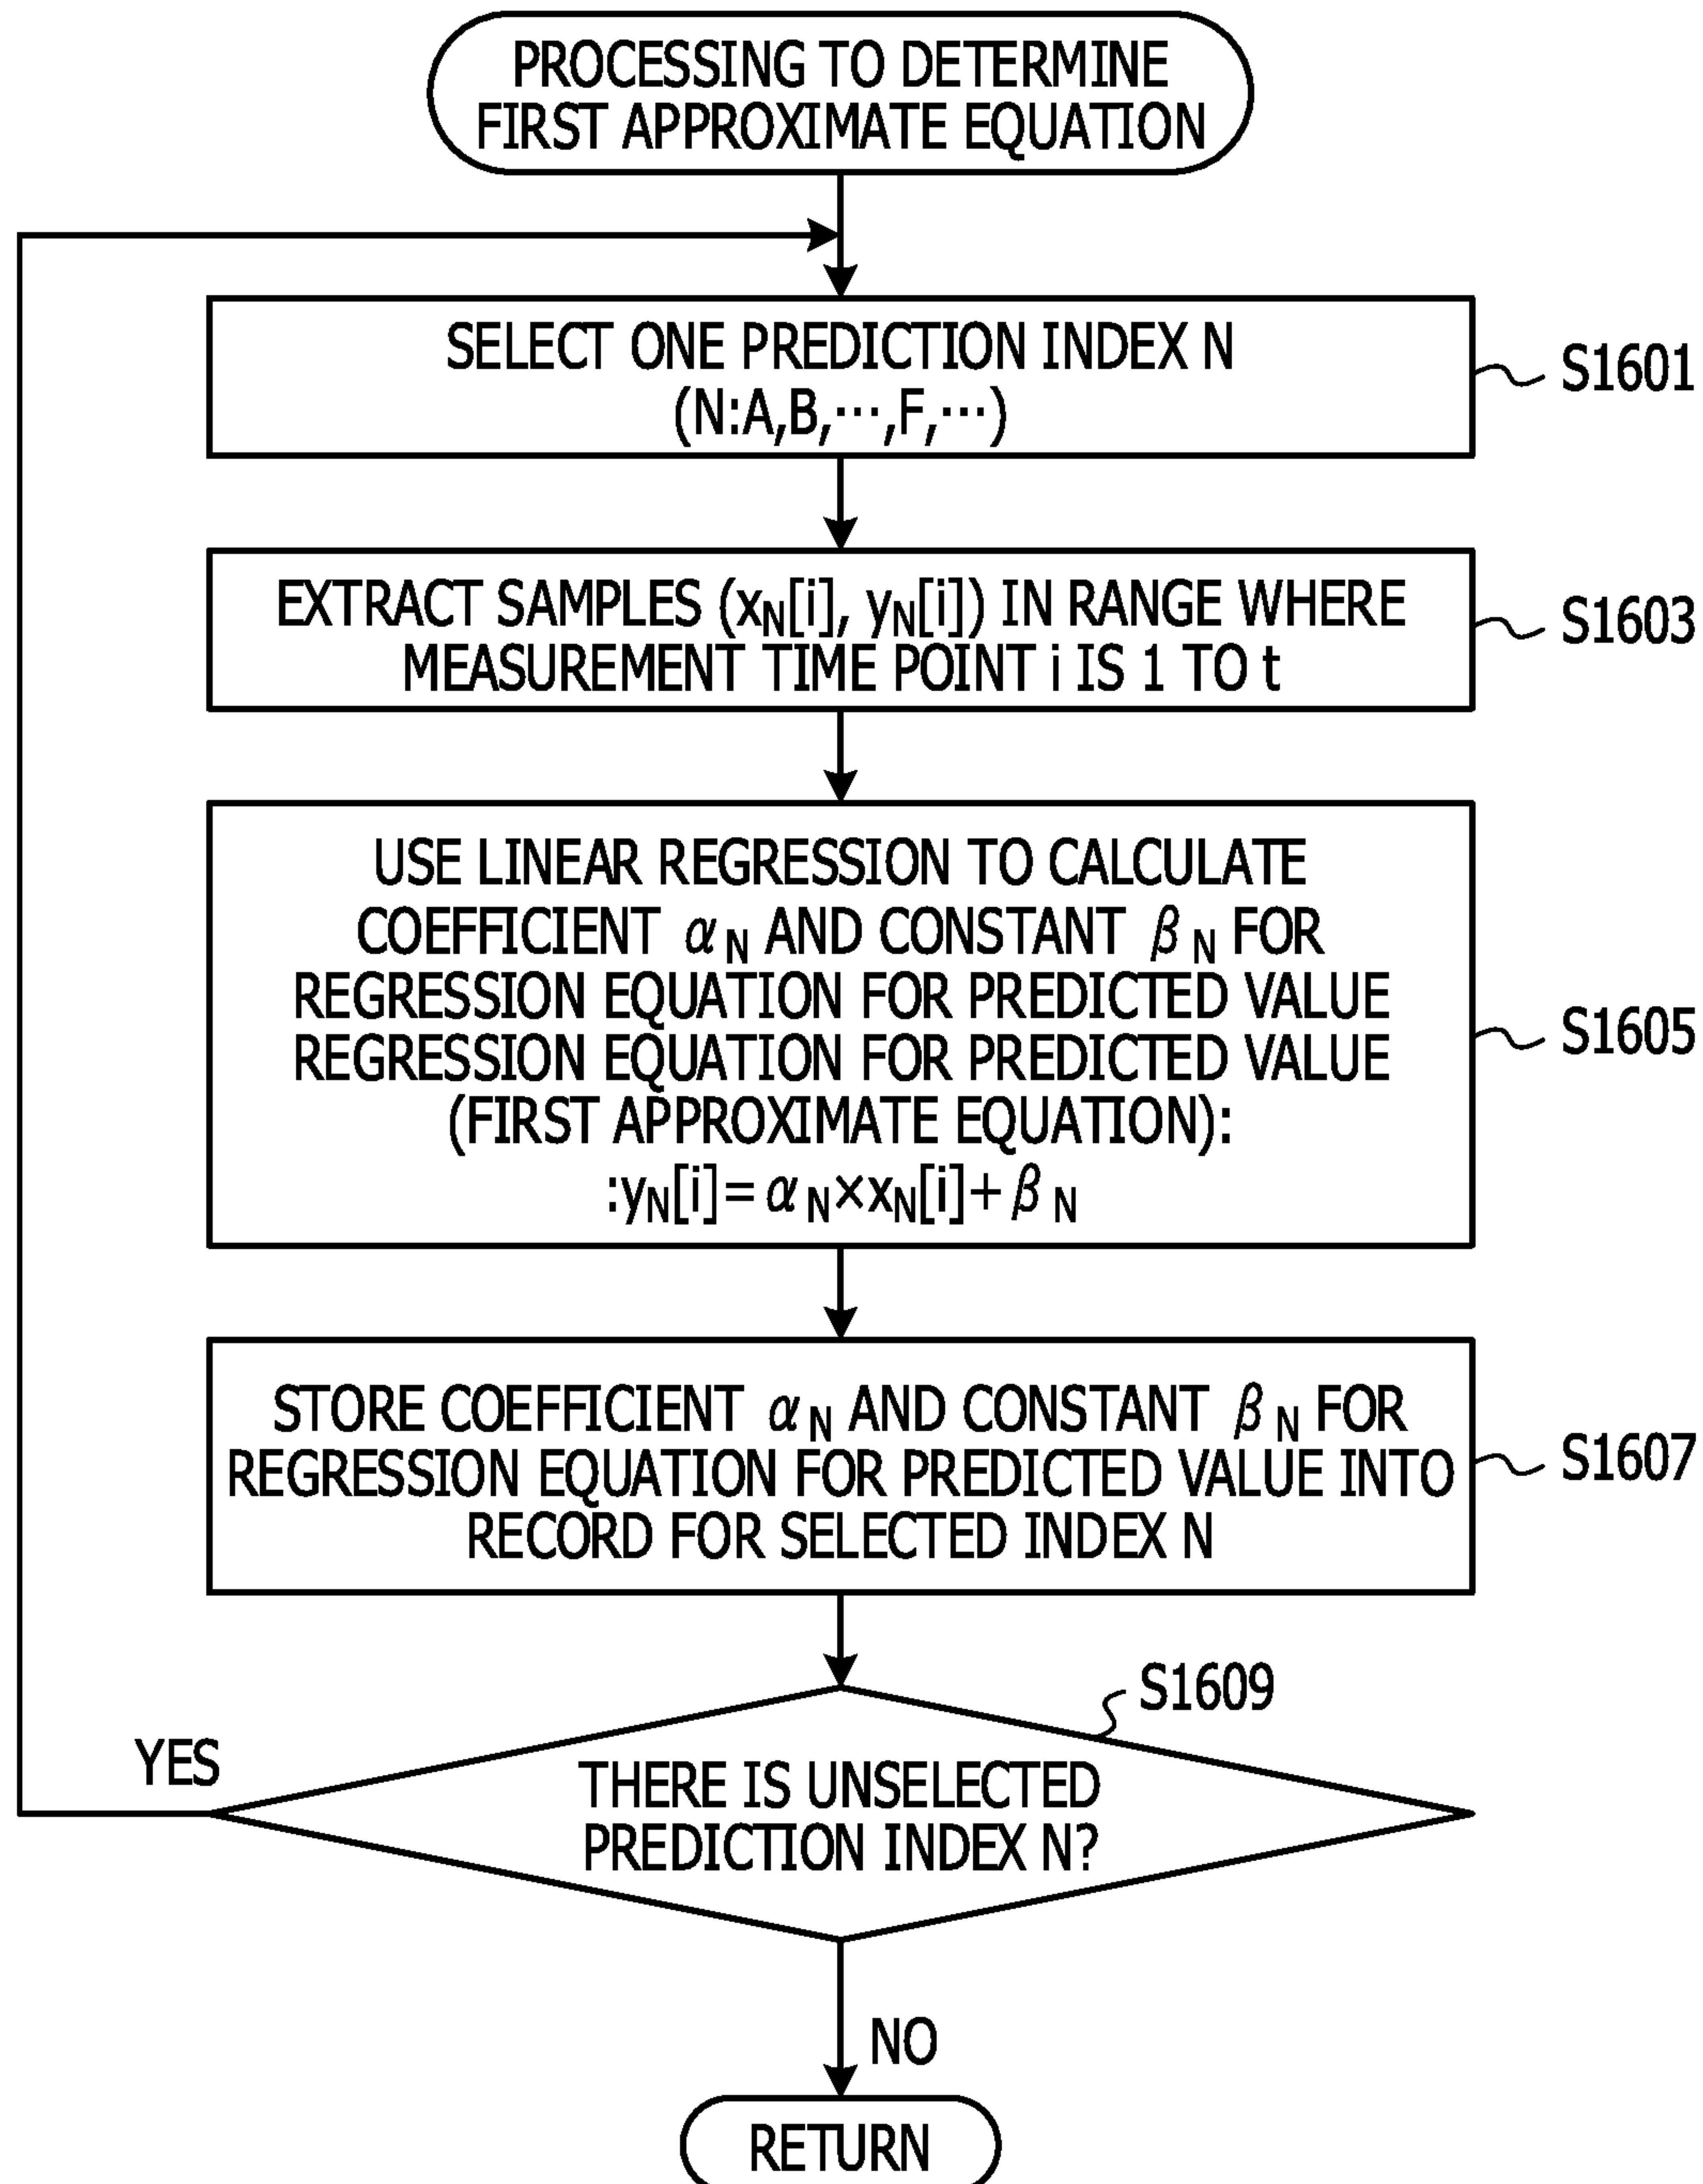 PROCESSING TO DETERMINE
FIRST APPROXIMATE EQUATION
SELECT ONE PREDICTION INDEX N
(N:A,B,⋯,F,⋯)
S1601
EXTRACT SAMPLES (xN[i], yN[i]) IN RANGE WHERE
MEASUREMENT TIME POINT i IS 1 TO t
S1603
USE LINEAR REGRESSION TO CALCULATE
COEFFICIENT αN AND CONSTANT βN FOR
REGRESSION EQUATION FOR PREDICTED VALUE
REGRESSION EQUATION FOR PREDICTED VALUE
(FIRST APPROXIMATE EQUATION):
:yN[i]=αN×xN[i]+βN
S1605
STORE COEFFICIENT αN AND CONSTANT βN FOR
REGRESSION EQUATION FOR PREDICTED VALUE INTO
RECORD FOR SELECTED INDEX N
S1607
S1609
YES
THERE IS UNSELECTED
PREDICTION INDEX N?
NO
RETURN